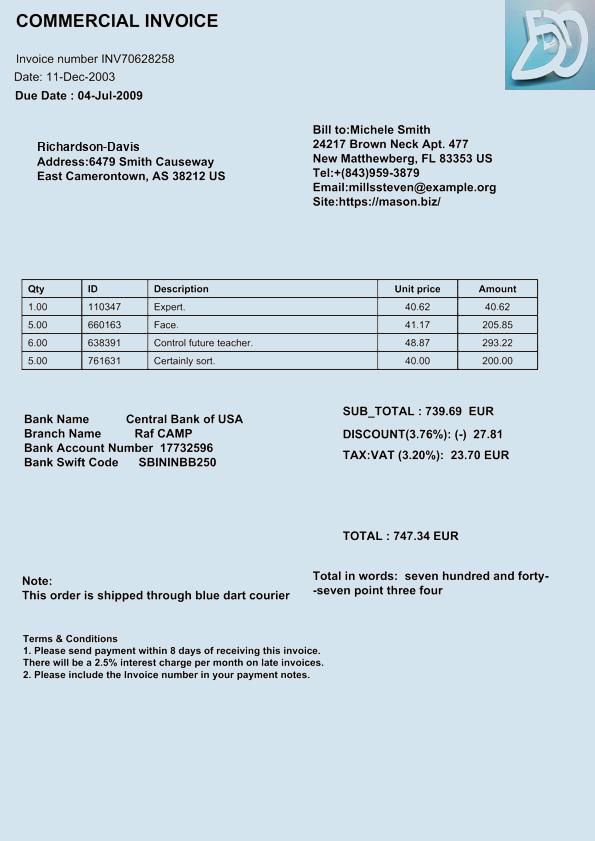 COMMERCIAL INVOICE
Invoice number INV70628258
Date: 11-Dec-2003
Due Date : 04-Jul-2009
Richardson-Davis
Address:6479 Smith Causeway
East Camerontown, AS 38212 US
Bill to:Michele Smith
24217 Brown Neck Apt. 477
New Matthewberg, FL 83353 US
Tel:+(843)959-3879
Email:millssteven@example.org
Site:https://mason.biz/
Qty ID Description Unit price Amount
1.00 110347 Expert. 40.62 40.62
5.00 660163 Face. 41.17 205.85
6.00 638391 Control future teacher. 48.87 293.22
5.00 761631 Certainly sort. 40.00 200.00
Bank Name Central Bank of USA
Branch Name Raf CAMP
Bank Account Number 17732596
Bank Swift Code SBININBB250
SUB_TOTAL : 739.69 EUR
DISCOUNT(3.76%): (-) 27.81
TAX:VAT (3.20%): 23.70 EUR
TOTAL : 747.34 EUR
Total in words: seven hundred and forty-
-seven point three four
Note:
This order is shipped through blue dart courier
Terms & Conditions
1. Please send payment within 8 days of receiving this invoice.
There will be a 2.5% interest charge per month on late invoices.
2. Please include the Invoice number in your payment notes.